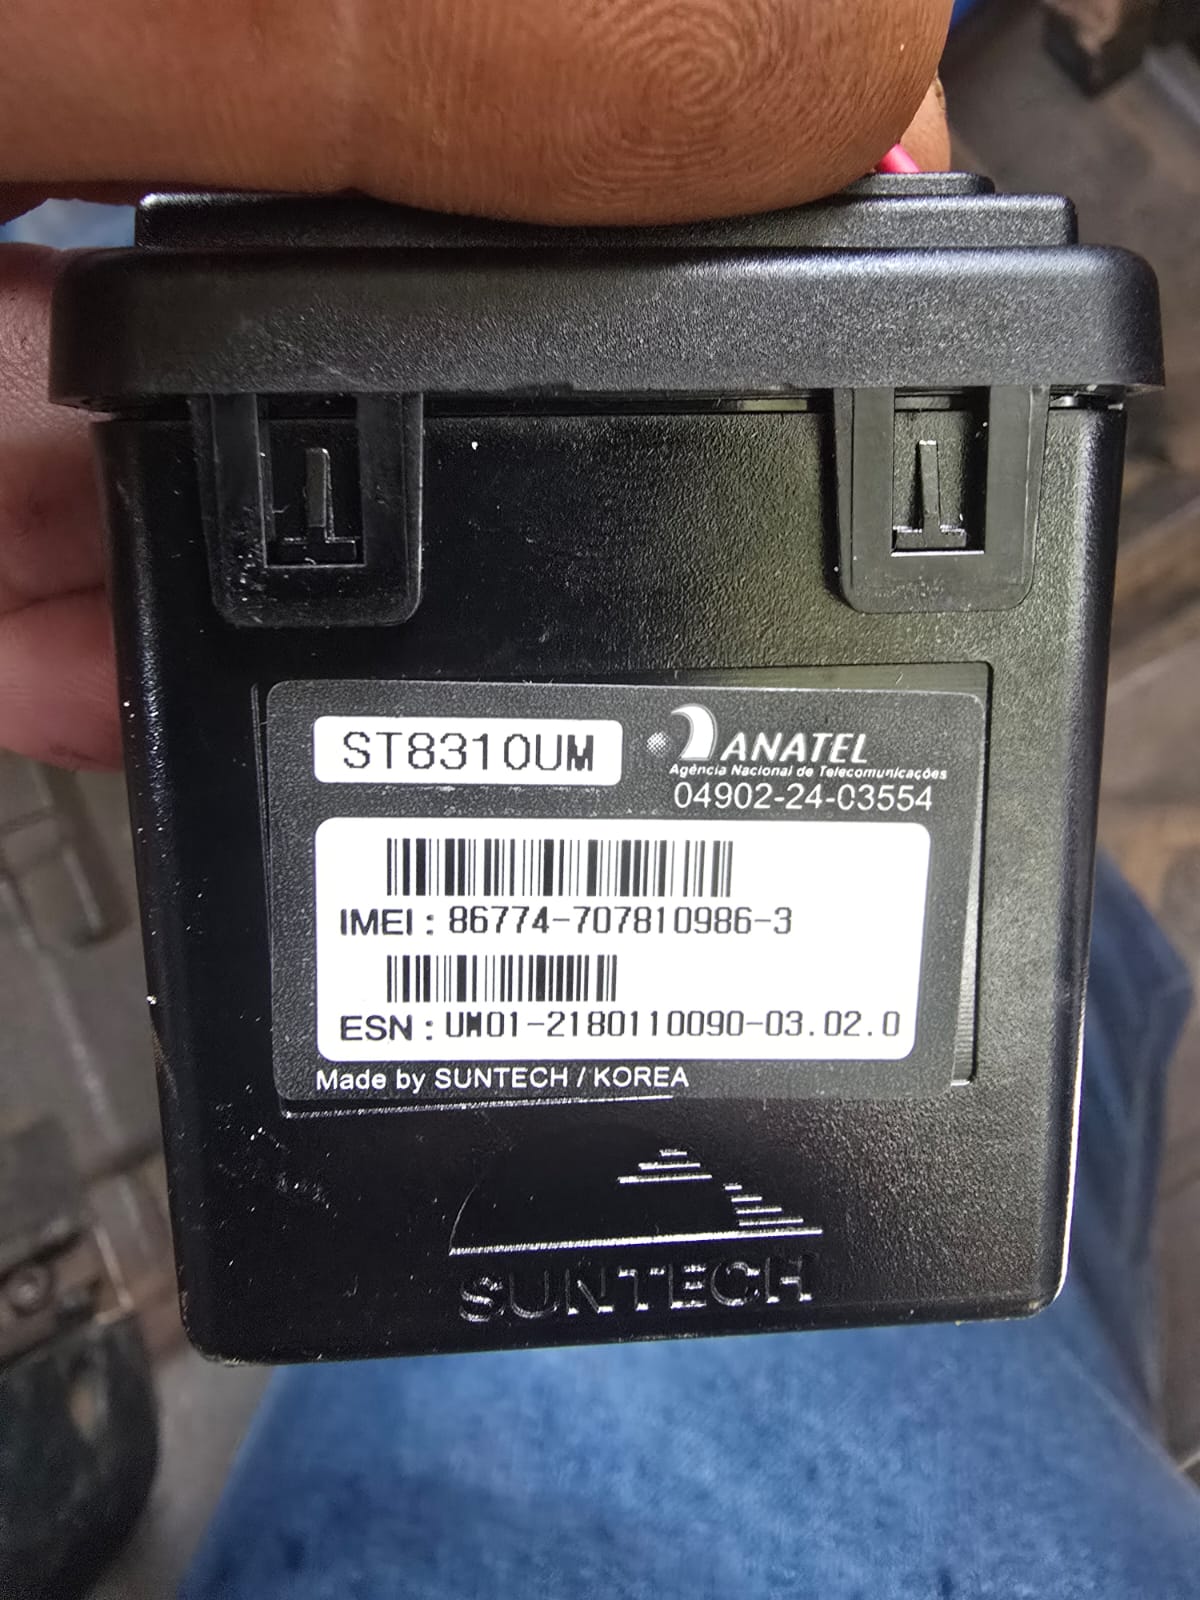 ST8310UM
ANATEL
Agência Nacional de Telecomunicações
04902-24-03554
IMEI : 86774-707810986-3
ESN : UM01-2180110090-03.02.0
Made by SUNTECH / KOREA
SUNTECH